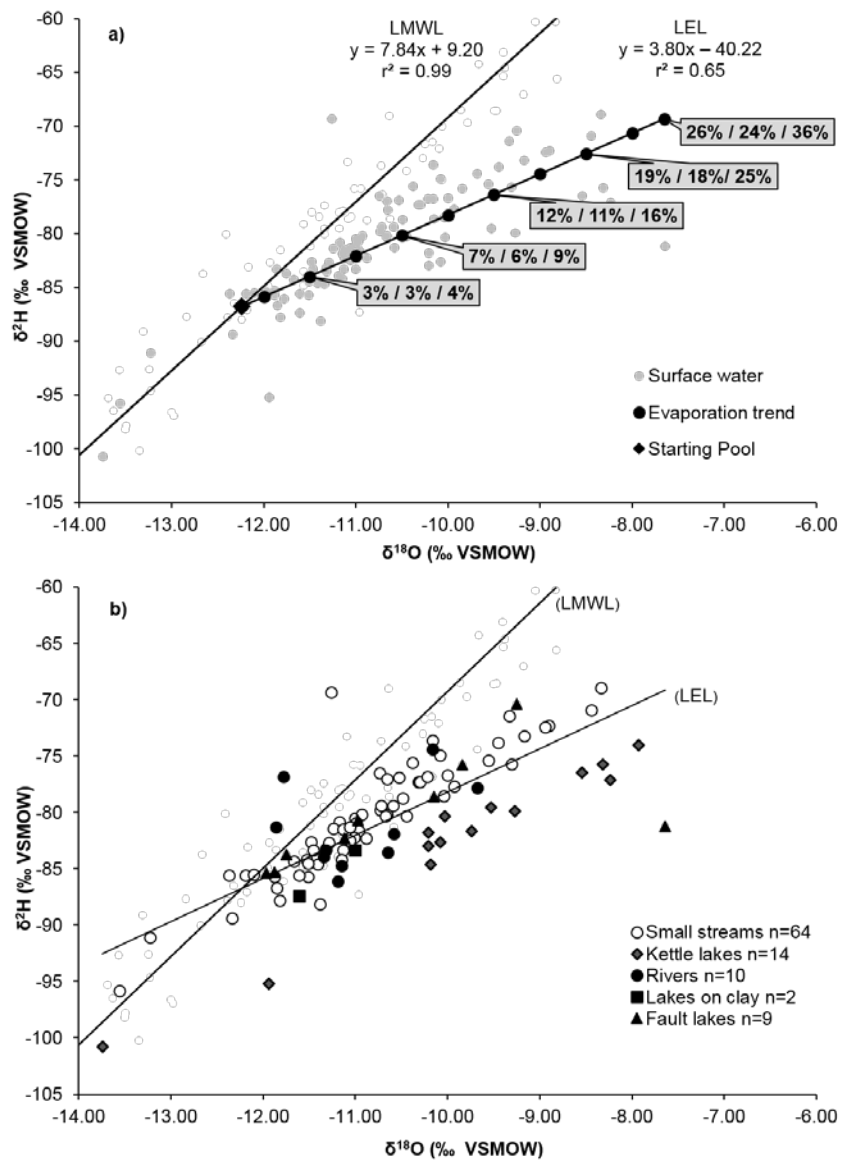 a)
LMWL
y = 7.84x + 9.20
r² = 0.99
LEL
y = 3.80x – 40.22
r² = 0.65
-60
-65
-70
-75
-80
-85
-90
-95
-100
-105
δ²H (‰ VSMOW)
26% / 24% / 36%
19% / 18%/ 25%
12% / 11% / 16%
7% / 6% / 9%
3% / 3% / 4%
Surface water
Evaporation trend
Starting Pool
-14.00 -13.00 -12.00 -11.00 -10.00 -9.00 -8.00 -7.00 -6.00
δ¹⁸O (‰ VSMOW)
b)
(LMWL)
(LEL)
-60
-65
-70
-75
-80
-85
-90
-95
-100
-105
δ²H (‰ VSMOW)
Small streams n=64
Kettle lakes n=14
Rivers n=10
Lakes on clay n=2
Fault lakes n=9
-14.00 -13.00 -12.00 -11.00 -10.00 -9.00 -8.00 -7.00 -6.00
δ¹⁸O (‰ VSMOW)